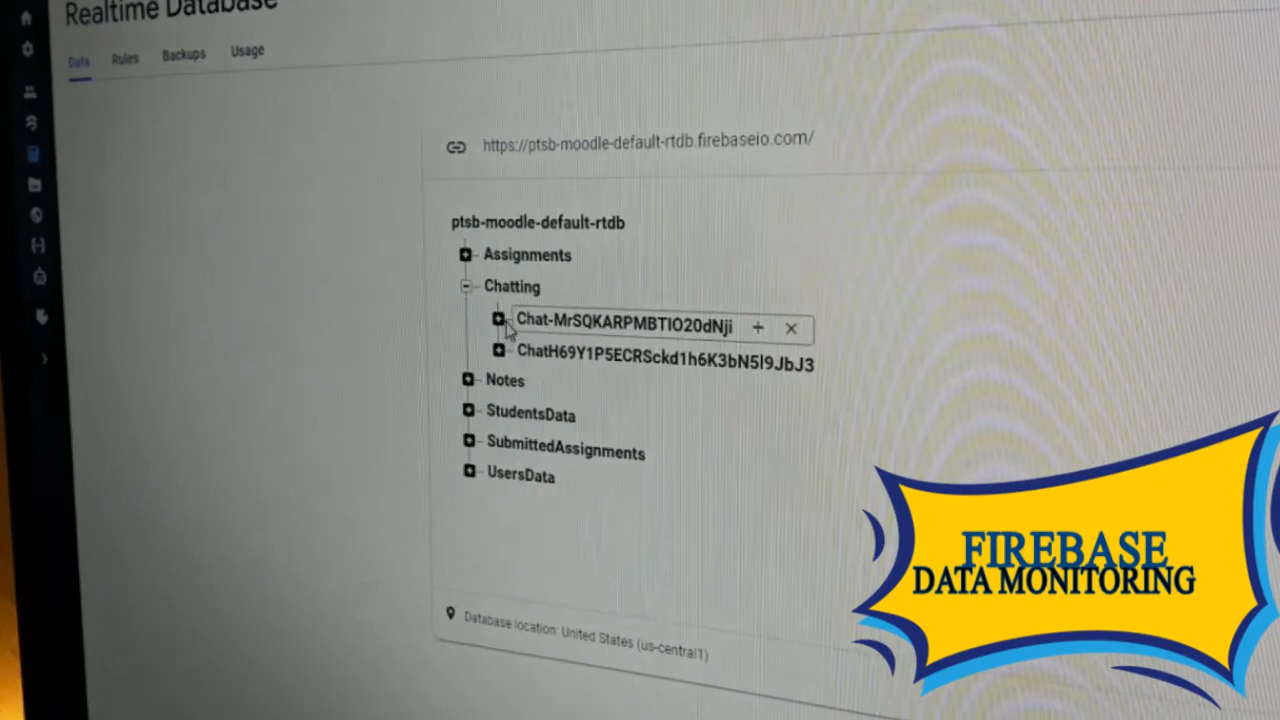 Realtime Database
Data Rules Backups Usage
https://ptsb-moodle-default-rtdb.firebaseio.com/
ptsb-moodle-default-rtdb
Assignments
Chatting
Chat-MrSQKARPMBTIO20dNji
ChatH69Y1P5ECRSckd1h6K3bN5l9JbJ3
Notes
StudentsData
SubmittedAssignments
UsersData
Database location: United States (us-central1)
FIREBASE
DATA MONITORING